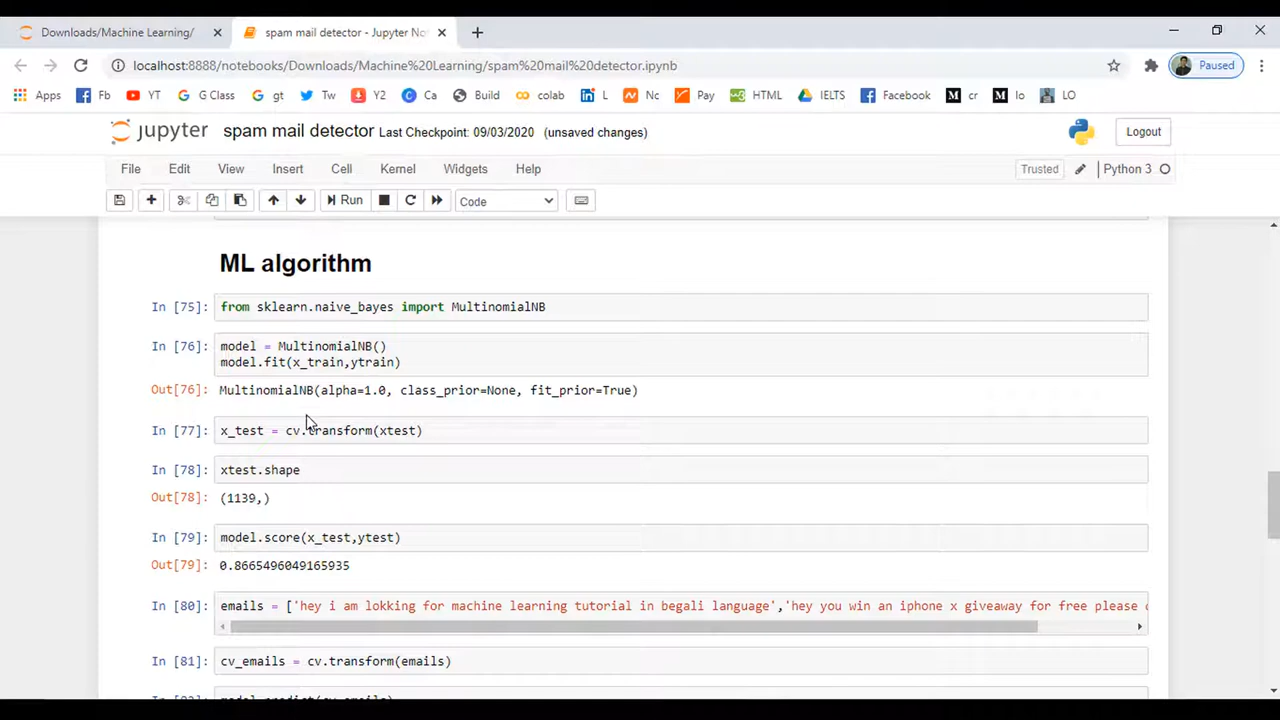 Downloads/Machine Learning/
spam mail detector - Jupyter Not
localhost:8888/notebooks/Downloads/Machine%20Learning/spam%20mail%20detector.ipynb
Paused
Apps Fb YT G Class gt Tw Y2 Ca Build colab L Nc Pay HTML IELTS Facebook cr Io LO
jupyter spam mail detector Last Checkpoint: 09/03/2020 (unsaved changes)
Logout
File Edit View Insert Cell Kernel Widgets Help
Trusted Python 3
Run Code
ML algorithm
In [75]: from sklearn.naive_bayes import MultinomialNB
In [76]: model = MultinomialNB()
model.fit(x_train,ytrain)
Out[76]: MultinomialNB(alpha=1.0, class_prior=None, fit_prior=True)
In [77]: x_test = cv.transform(xtest)
In [78]: xtest.shape
Out[78]: (1139,)
In [79]: model.score(x_test,ytest)
Out[79]: 0.8665496049165935
In [80]: emails = ['hey i am lokking for machine learning tutorial in begali language','hey you win an iphone x giveaway for free please
In [81]: cv_emails = cv.transform(emails)